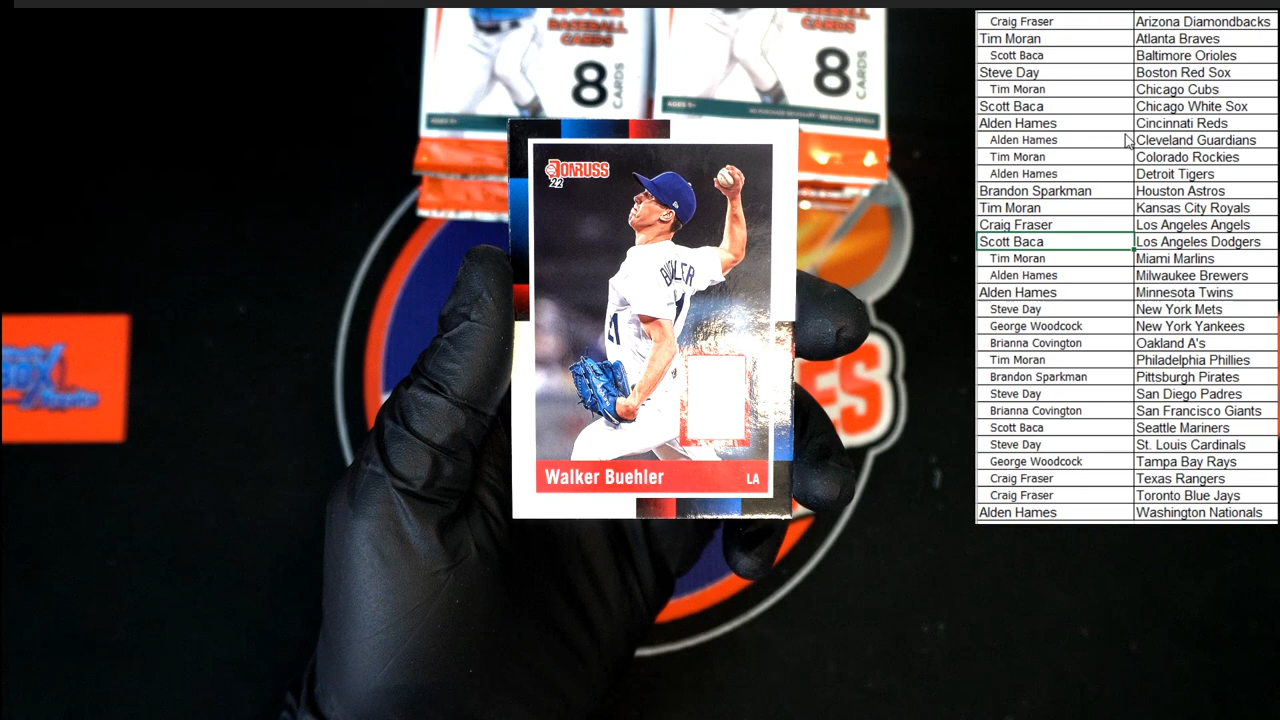 BASEBALL
CARDS
8
CARDS
BASEBALL
CARDS
8
CARDS
DONRUSS
22
BUEHLER
21
Walker Buehler
LA
ES
BOX
Craig Fraser Arizona Diamondbacks
Tim Moran Atlanta Braves
Scott Baca Baltimore Orioles
Steve Day Boston Red Sox
Tim Moran Chicago Cubs
Scott Baca Chicago White Sox
Alden Hames Cincinnati Reds
Alden Hames Cleveland Guardians
Tim Moran Colorado Rockies
Alden Hames Detroit Tigers
Brandon Sparkman Houston Astros
Tim Moran Kansas City Royals
Craig Fraser Los Angeles Angels
Scott Baca Los Angeles Dodgers
Tim Moran Miami Marlins
Alden Hames Milwaukee Brewers
Alden Hames Minnesota Twins
Steve Day New York Mets
George Woodcock New York Yankees
Brianna Covington Oakland A's
Tim Moran Philadelphia Phillies
Brandon Sparkman Pittsburgh Pirates
Steve Day San Diego Padres
Brianna Covington San Francisco Giants
Scott Baca Seattle Mariners
Steve Day St. Louis Cardinals
George Woodcock Tampa Bay Rays
Craig Fraser Texas Rangers
Craig Fraser Toronto Blue Jays
Alden Hames Washington Nationals